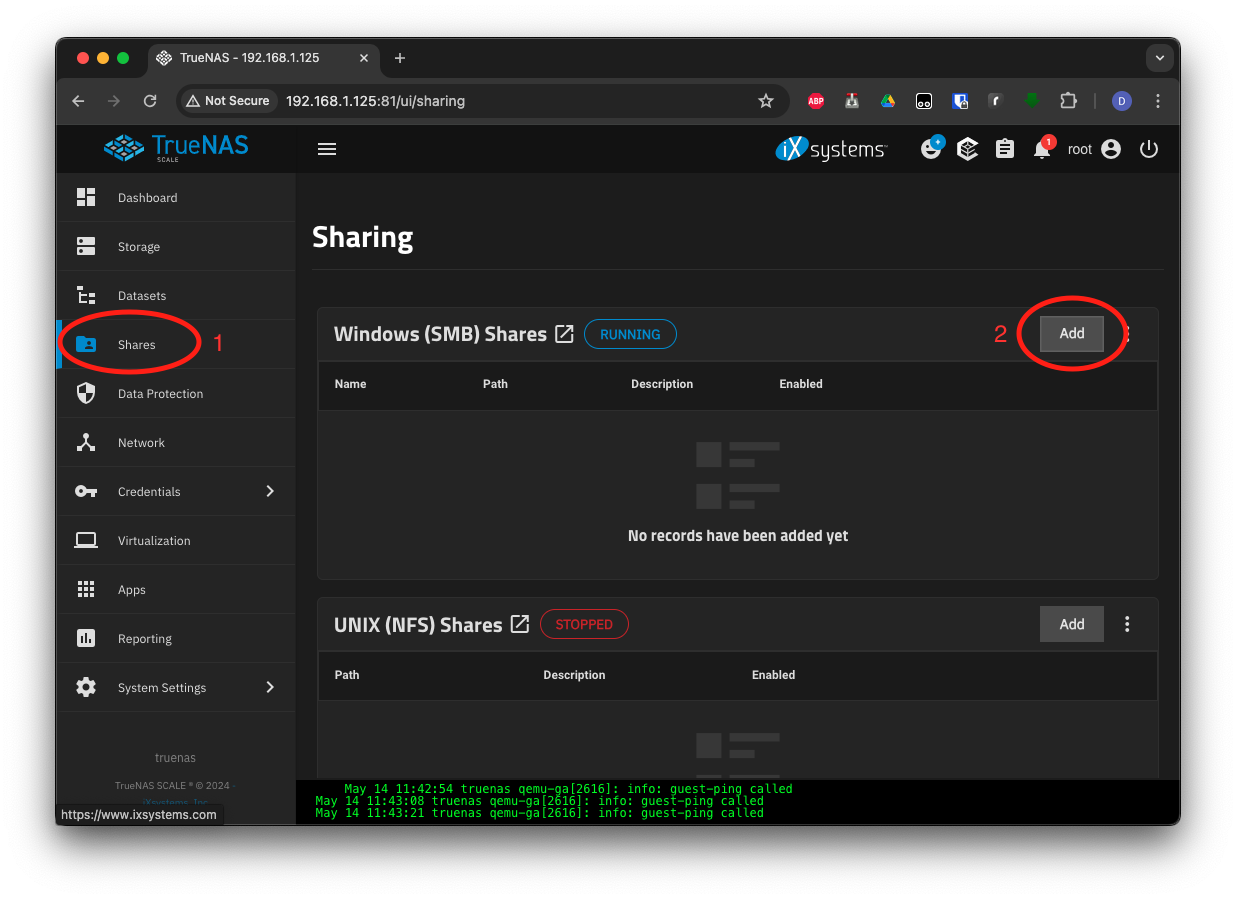 TrueNAS - 192.168.1.125
Not Secure 192.168.1.125:81/ui/sharing
ABP
r
D
TrueNAS
SCALE
iXsystems
1
root
Dashboard
Storage
Datasets
Shares
1
Data Protection
Network
Credentials
Virtualization
Apps
Reporting
System Settings
truenas
TrueNAS SCALE ® © 2024
iXsystems, Inc
https://www.ixsystems.com
Sharing
Windows (SMB) Shares RUNNING
2
Add
Name Path Description Enabled
No records have been added yet
UNIX (NFS) Shares STOPPED
Add
Path Description Enabled
May 14 11:42:54 truenas qemu-ga[2616]: info: guest-ping called
May 14 11:43:08 truenas qemu-ga[2616]: info: guest-ping called
May 14 11:43:21 truenas qemu-ga[2616]: info: guest-ping called